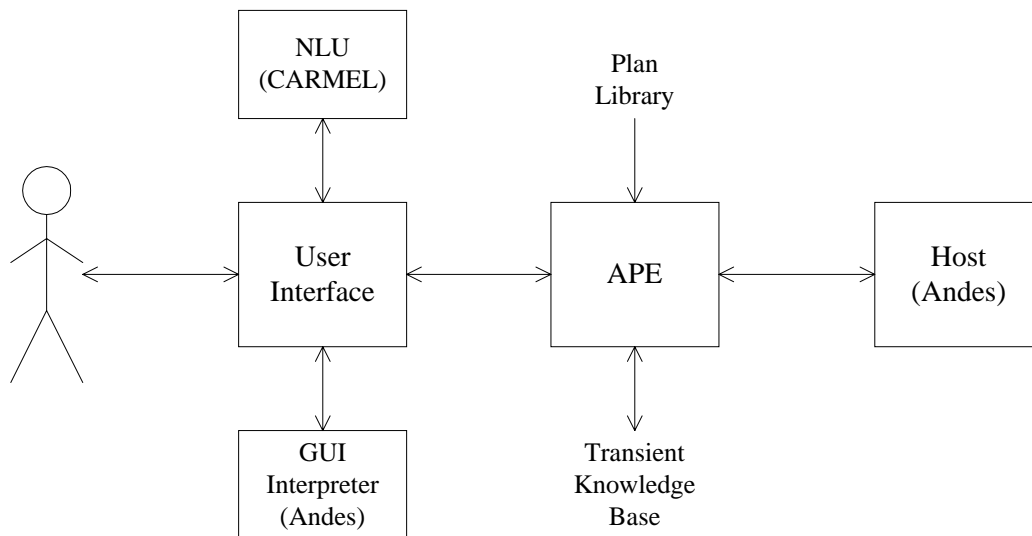 NLU
(CARMEL)
Plan
Library
User
Interface
APE
Host
(Andes)
GUI
Interpreter
(Andes)
Transient
Knowledge
Base